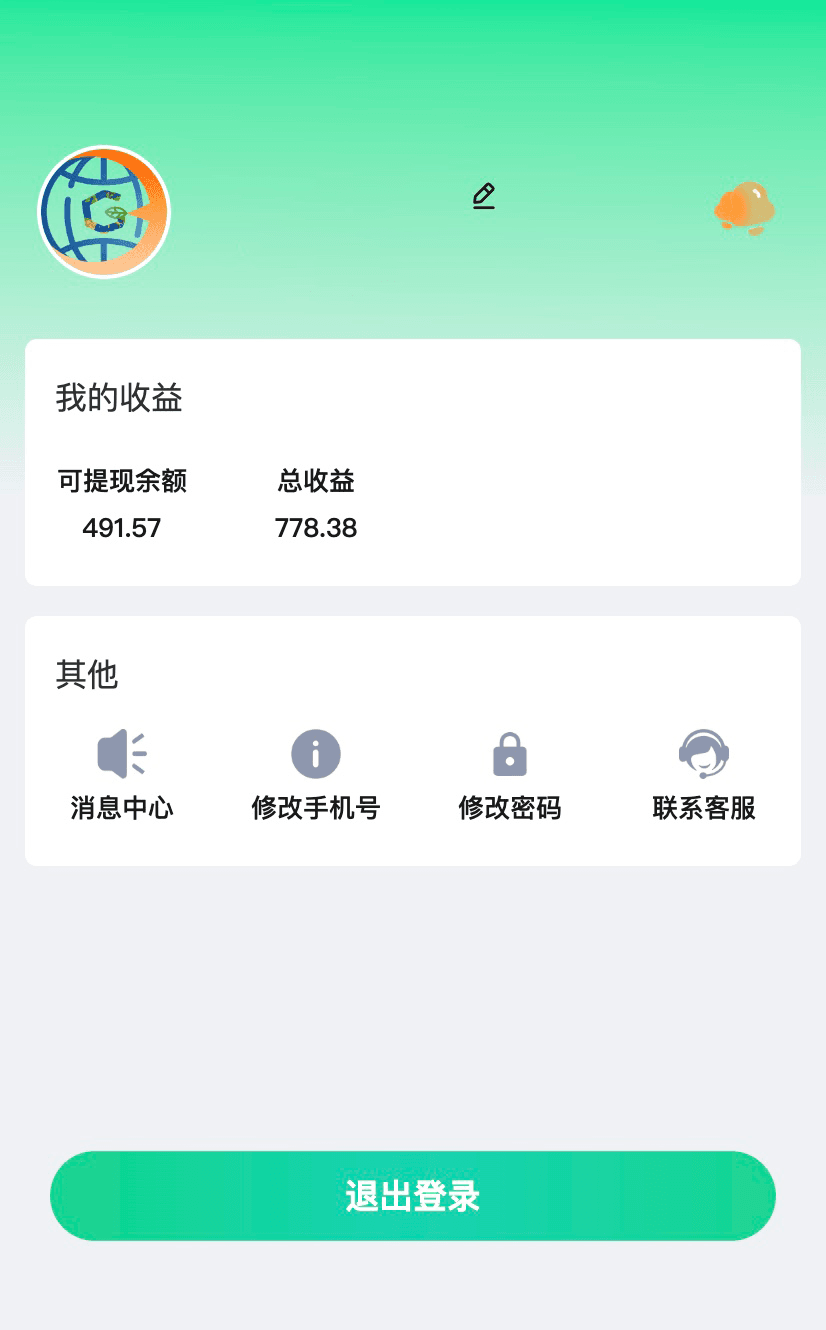 我的收益
可提现余额 总收益
491.57 778.38
其他
消息中心 修改手机号 修改密码 联系客服
退出登录